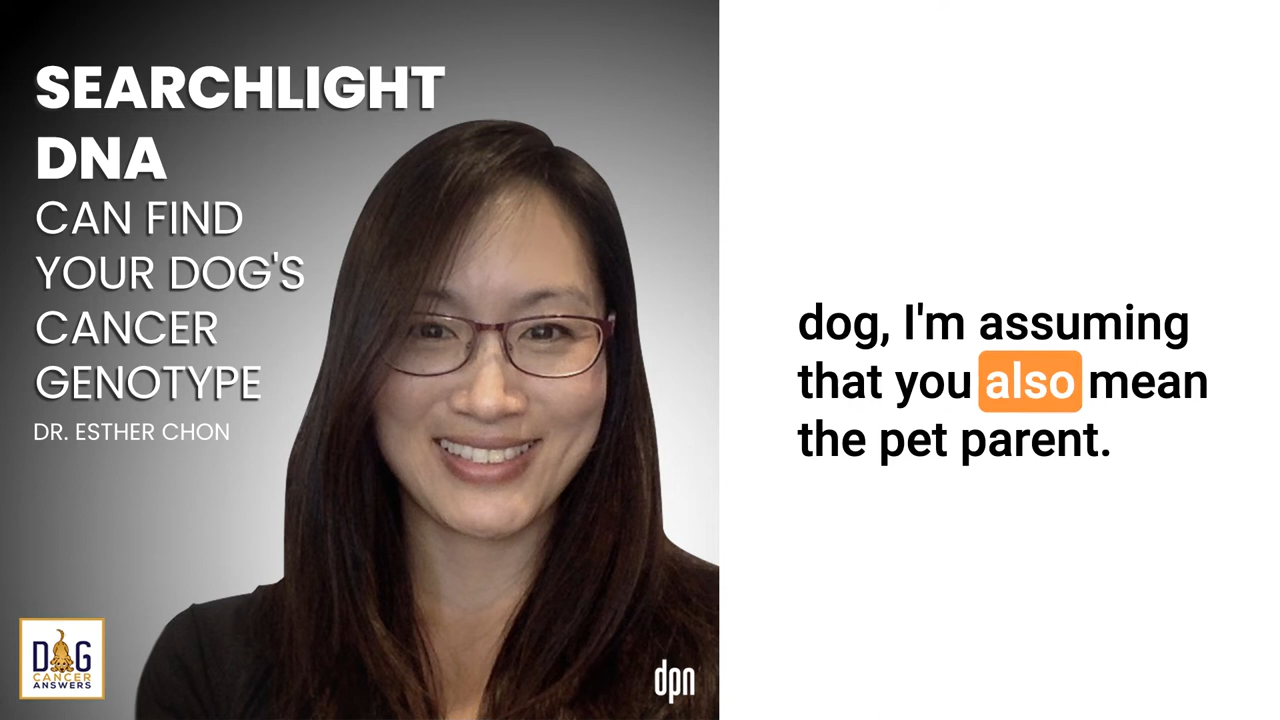 SEARCHLIGHT
DNA
CAN FIND
YOUR DOG'S
CANCER
GENOTYPE
DR. ESTHER CHON
DOG
CANCER
ANSWERS
dpn
dog, I'm assuming
that you also mean
the pet parent.